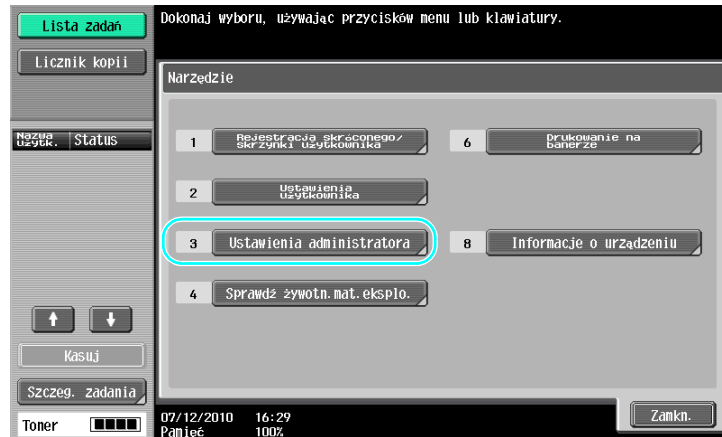 Lista zadań
Licznik kopii
Nazwa
użytk.
Status
Kasuj
Szczeg. zadania
Toner
Dokonaj wyboru, używając przycisków menu lub klawiatury.
Narzędzie
1
Rejestracja skróconego/
skrzynki użytkownika
2
Ustawienia
użytkownika
3
Ustawienia administratora
4
Sprawdź żywotn.mat.eksplo.
6
Drukowanie na
banerze
8
Informacje o urządzeniu
Zamkn.
07/12/2010 16:29
Pamięć 100%